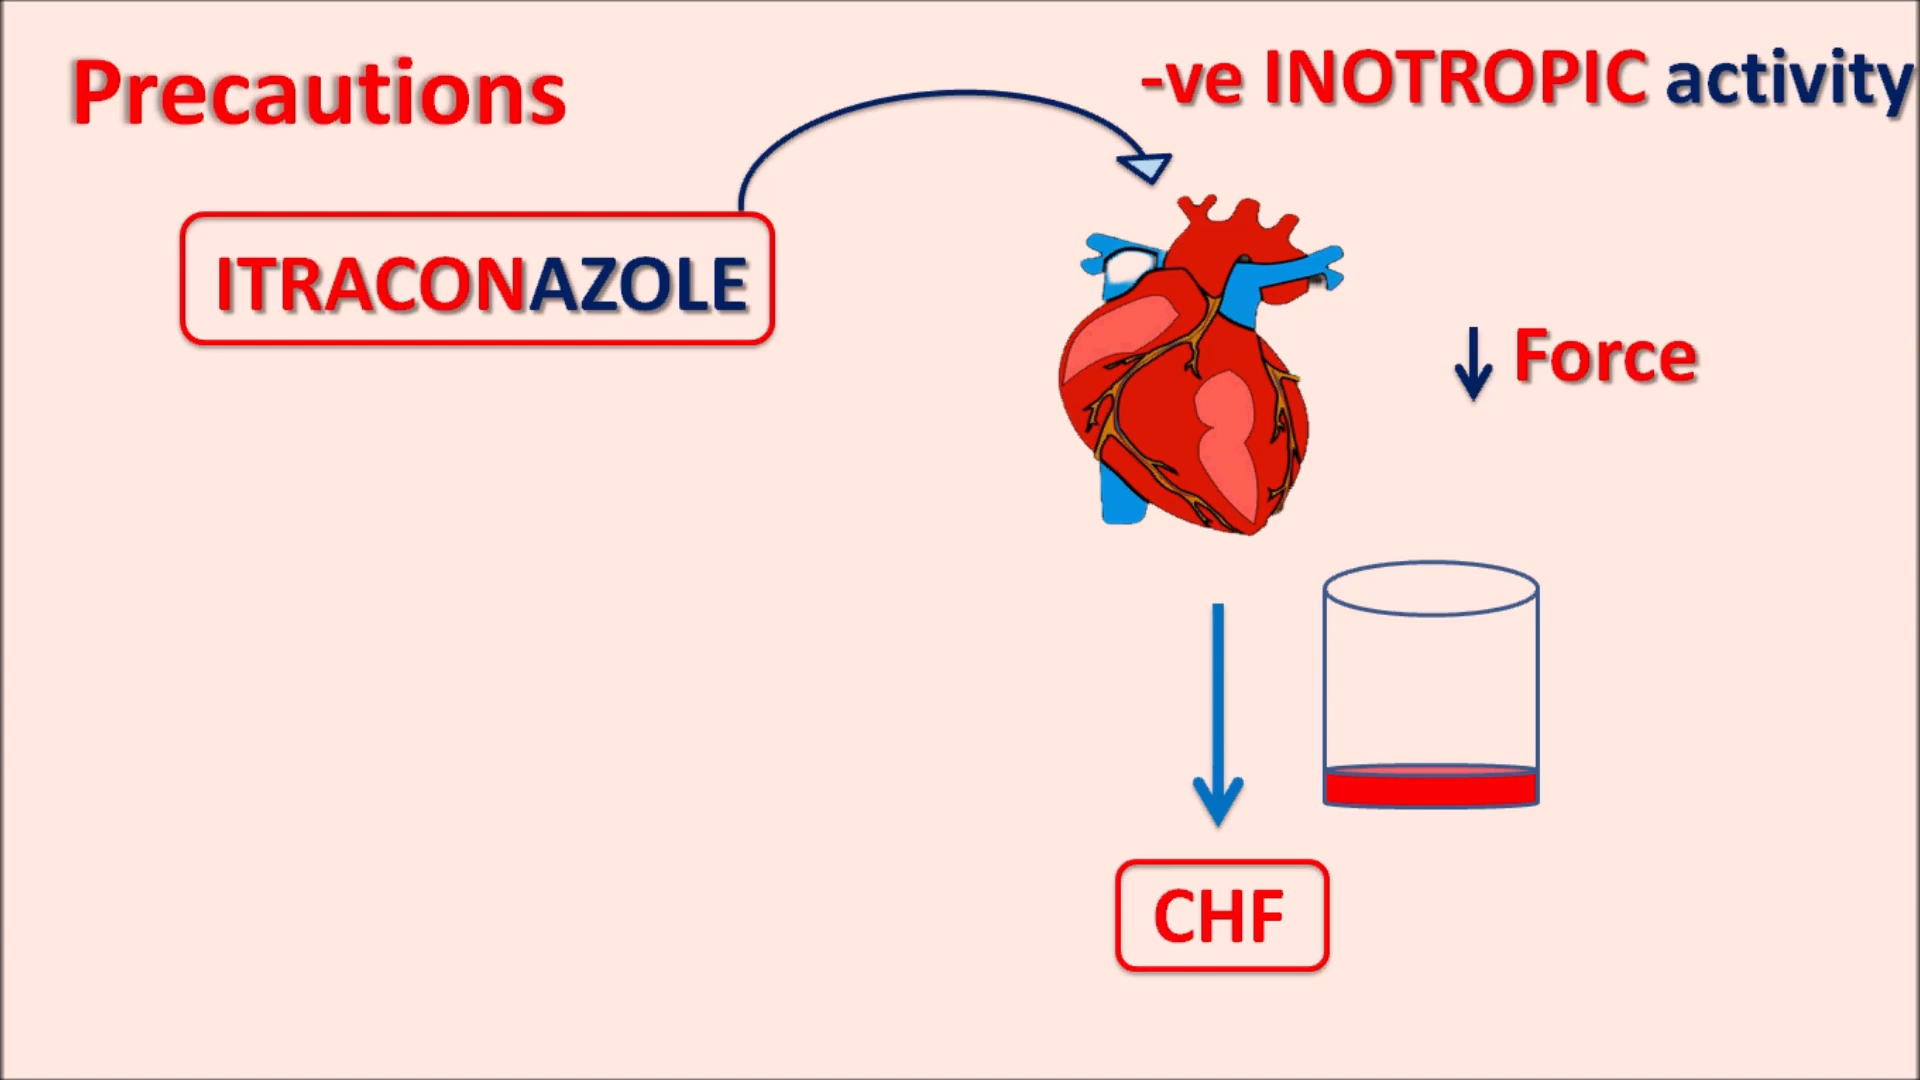 Precautions
-ve INOTROPIC activity
ITRACONAZOLE
↓ Force
CHF